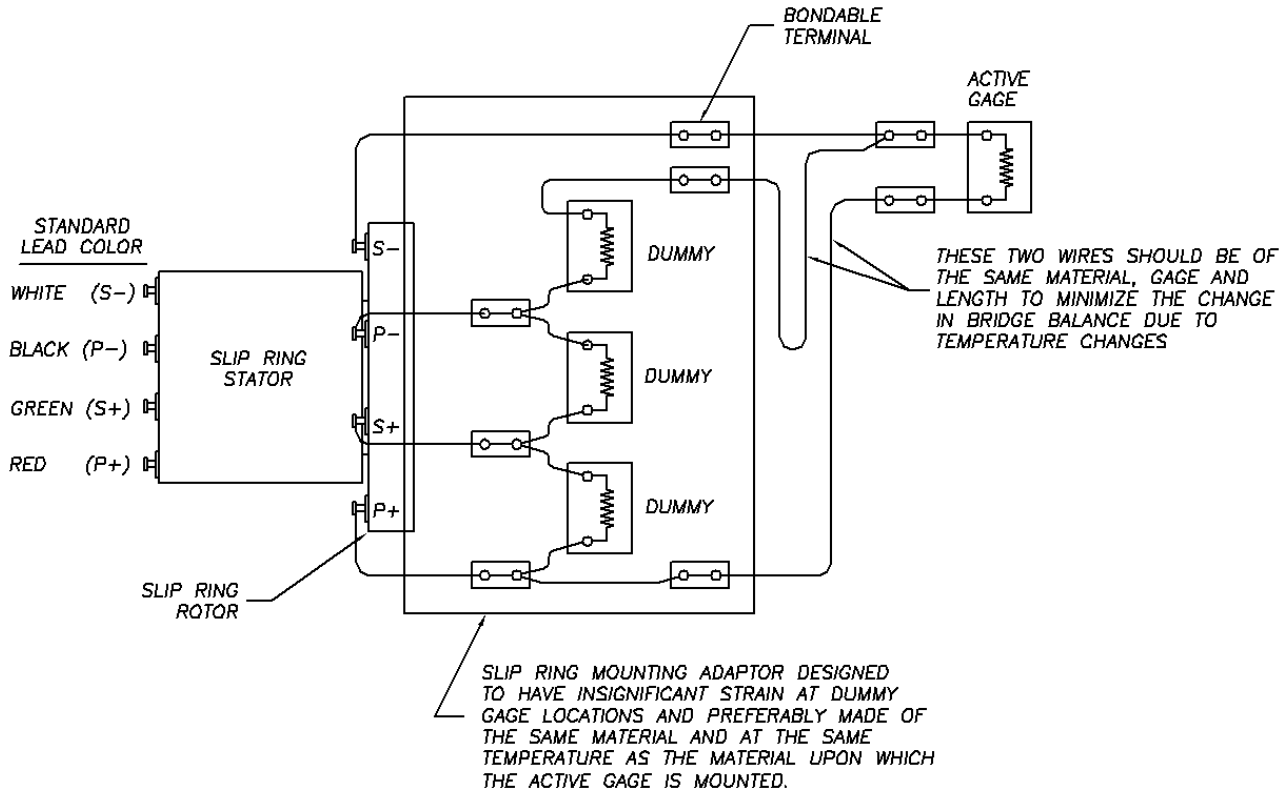 BONDABLE
TERMINAL
ACTIVE
GAGE
STANDARD
LEAD COLOR
WHITE (S-)
BLACK (P-)
GREEN (S+)
RED (P+)
SLIP RING
STATOR
S-
P-
S+
P+
DUMMY
DUMMY
DUMMY
THESE TWO WIRES SHOULD BE OF
THE SAME MATERIAL, GAGE AND
LENGTH TO MINIMIZE THE CHANGE
IN BRIDGE BALANCE DUE TO
TEMPERATURE CHANGES
SLIP RING
ROTOR
SLIP RING MOUNTING ADAPTOR DESIGNED
TO HAVE INSIGNIFICANT STRAIN AT DUMMY
GAGE LOCATIONS AND PREFERABLY MADE OF
THE SAME MATERIAL AND AT THE SAME
TEMPERATURE AS THE MATERIAL UPON WHICH
THE ACTIVE GAGE IS MOUNTED.